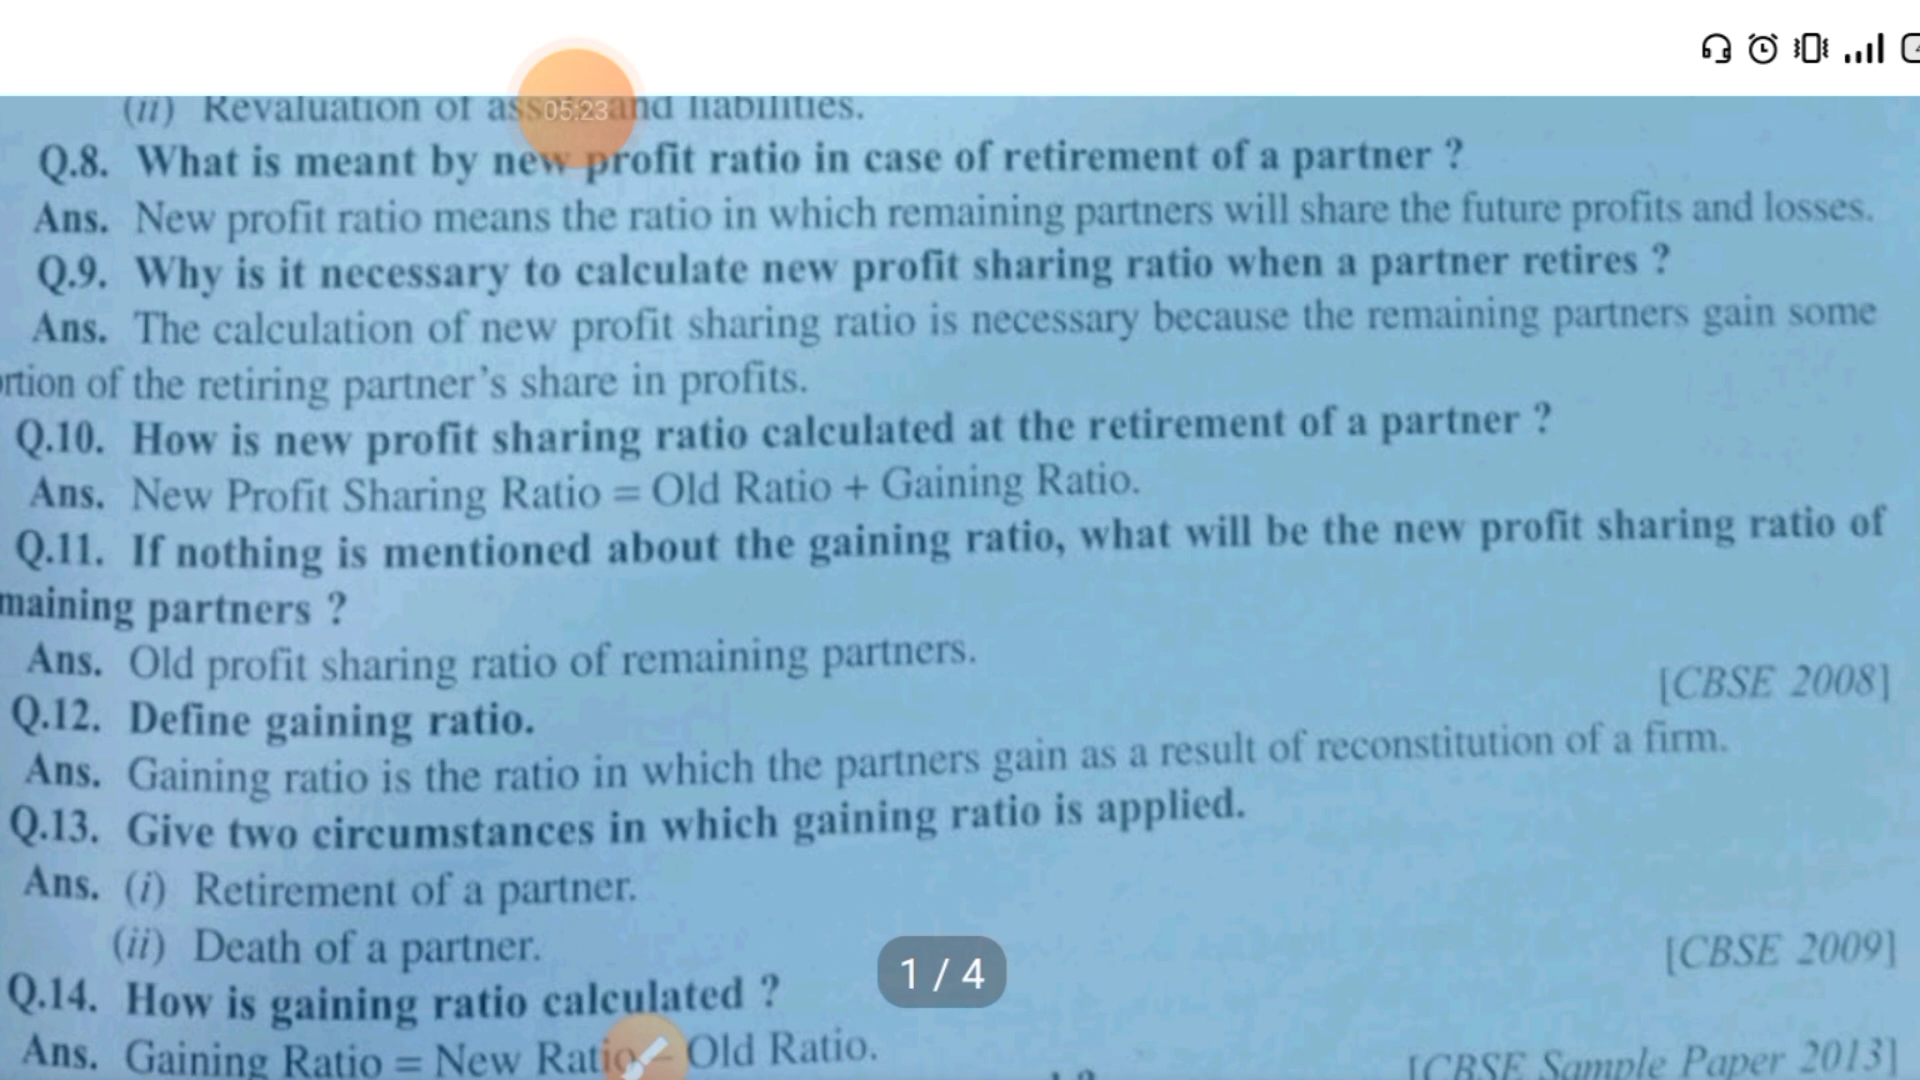 (ii) Revaluation of assets and liabilities.
05:23
Q.8. What is meant by new profit ratio in case of retirement of a partner ?
Ans. New profit ratio means the ratio in which remaining partners will share the future profits and losses.
Q.9. Why is it necessary to calculate new profit sharing ratio when a partner retires ?
Ans. The calculation of new profit sharing ratio is necessary because the remaining partners gain some
rtion of the retiring partner's share in profits.
Q.10. How is new profit sharing ratio calculated at the retirement of a partner ?
Ans. New Profit Sharing Ratio = Old Ratio + Gaining Ratio.
Q.11. If nothing is mentioned about the gaining ratio, what will be the new profit sharing ratio of
maining partners ?
Ans. Old profit sharing ratio of remaining partners.
[CBSE 2008]
Q.12. Define gaining ratio.
Ans. Gaining ratio is the ratio in which the partners gain as a result of reconstitution of a firm.
Q.13. Give two circumstances in which gaining ratio is applied.
Ans. (i) Retirement of a partner.
(ii) Death of a partner.
[CBSE 2009]
1 / 4
Q.14. How is gaining ratio calculated ?
Ans. Gaining Ratio = New Ratio – Old Ratio.
[CBSE Sample Paper 2013]